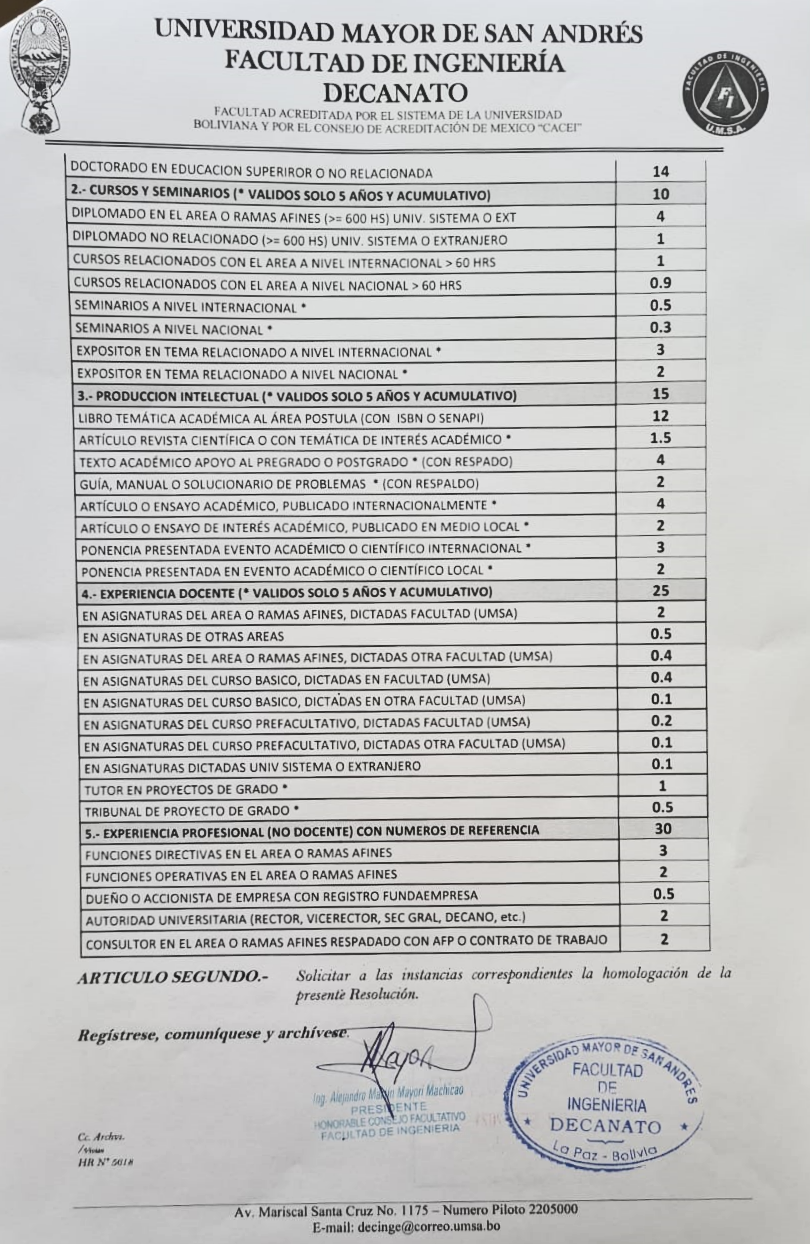 UNIVERSIDAD MAYOR DE SAN ANDRÉS
FACULTAD DE INGENIERÍA
DECANATO
FACULTAD ACREDITADA POR EL SISTEMA DE LA UNIVERSIDAD
BOLIVIANA Y POR EL CONSEJO DE ACREDITACIÓN DE MEXICO "CACEI"
FACULTAD DE INGENIERÍA
FI
U.M.S.A.
DOCTORADO EN EDUCACION SUPERIROR O NO RELACIONADA 14
2.- CURSOS Y SEMINARIOS (* VALIDOS SOLO 5 AÑOS Y ACUMULATIVO) 10
DIPLOMADO EN EL AREA O RAMAS AFINES (>= 600 HS) UNIV. SISTEMA O EXT 4
DIPLOMADO NO RELACIONADO (>= 600 HS) UNIV. SISTEMA O EXTRANJERO 1
CURSOS RELACIONADOS CON EL AREA A NIVEL INTERNACIONAL > 60 HRS 1
CURSOS RELACIONADOS CON EL AREA A NIVEL NACIONAL > 60 HRS 0.9
SEMINARIOS A NIVEL INTERNACIONAL * 0.5
SEMINARIOS A NIVEL NACIONAL * 0.3
EXPOSITOR EN TEMA RELACIONADO A NIVEL INTERNACIONAL * 3
EXPOSITOR EN TEMA RELACIONADO A NIVEL NACIONAL * 2
3.- PRODUCCION INTELECTUAL (* VALIDOS SOLO 5 AÑOS Y ACUMULATIVO) 15
LIBRO TEMÁTICA ACADÉMICA AL ÁREA POSTULA (CON ISBN O SENAPI) 12
ARTÍCULO REVISTA CIENTÍFICA O CON TEMÁTICA DE INTERÉS ACADÉMICO * 1.5
TEXTO ACADÉMICO APOYO AL PREGRADO O POSTGRADO * (CON RESPADO) 4
GUÍA, MANUAL O SOLUCIONARIO DE PROBLEMAS * (CON RESPALDO) 2
ARTÍCULO O ENSAYO ACADÉMICO, PUBLICADO INTERNACIONALMENTE * 4
ARTÍCULO O ENSAYO DE INTERÉS ACADÉMICO, PUBLICADO EN MEDIO LOCAL * 2
PONENCIA PRESENTADA EVENTO ACADÉMICO O CIENTÍFICO INTERNACIONAL * 3
PONENCIA PRESENTADA EN EVENTO ACADÉMICO O CIENTÍFICO LOCAL * 2
4.- EXPERIENCIA DOCENTE (* VALIDOS SOLO 5 AÑOS Y ACUMULATIVO) 25
EN ASIGNATURAS DEL AREA O RAMAS AFINES, DICTADAS FACULTAD (UMSA) 2
EN ASIGNATURAS DE OTRAS AREAS 0.5
EN ASIGNATURAS DEL AREA O RAMAS AFINES, DICTADAS OTRA FACULTAD (UMSA) 0.4
EN ASIGNATURAS DEL CURSO BASICO, DICTADAS EN FACULTAD (UMSA) 0.4
EN ASIGNATURAS DEL CURSO BASICO, DICTADAS EN OTRA FACULTAD (UMSA) 0.1
EN ASIGNATURAS DEL CURSO PREFACULTATIVO, DICTADAS FACULTAD (UMSA) 0.2
EN ASIGNATURAS DEL CURSO PREFACULTATIVO, DICTADAS OTRA FACULTAD (UMSA) 0.1
EN ASIGNATURAS DICTADAS UNIV SISTEMA O EXTRANJERO 0.1
TUTOR EN PROYECTOS DE GRADO * 1
TRIBUNAL DE PROYECTO DE GRADO * 0.5
5.- EXPERIENCIA PROFESIONAL (NO DOCENTE) CON NUMEROS DE REFERENCIA 30
FUNCIONES DIRECTIVAS EN EL AREA O RAMAS AFINES 3
FUNCIONES OPERATIVAS EN EL AREA O RAMAS AFINES 2
DUEÑO O ACCIONISTA DE EMPRESA CON REGISTRO FUNDAEMPRESA 0.5
AUTORIDAD UNIVERSITARIA (RECTOR, VICERECTOR, SEC GRAL, DECANO, etc.) 2
CONSULTOR EN EL AREA O RAMAS AFINES RESPADADO CON AFP O CONTRATO DE TRABAJO 2
ARTICULO SEGUNDO.- Solicitar a las instancias correspondientes la homologación de la
presente Resolución.
Regístrese, comuníquese y archívese.
Ing. Alejandro Mayori Machicao
PRESIDENTE
HONORABLE CONSEJO FACULTATIVO
FACULTAD DE INGENIERIA
UNIVERSIDAD MAYOR DE SAN ANDRES
FACULTAD
DE
INGENIERIA
DECANATO
La Paz - Bolivia
Cc. Archvs.
HR N° 5018
Av. Mariscal Santa Cruz No. 1175 – Numero Piloto 2205000
E-mail: decinge@correo.umsa.bo